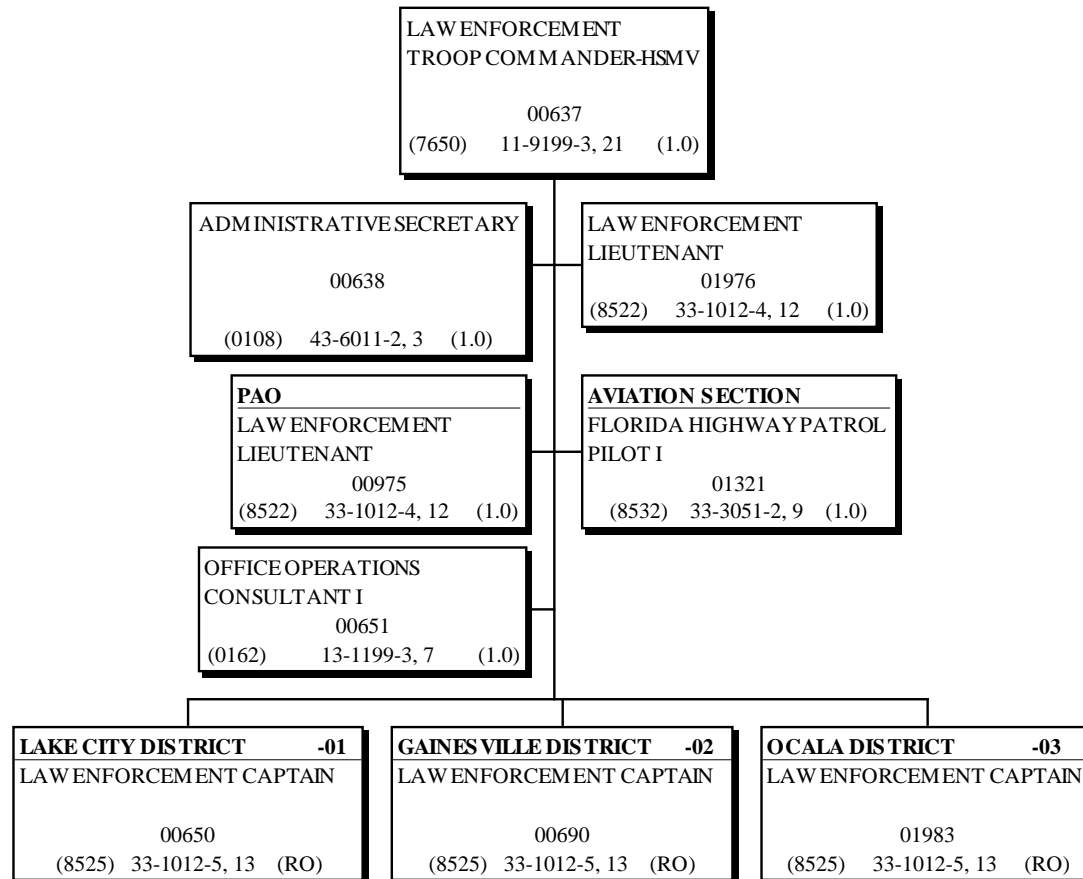 LAW ENFORCEMENT
TROOP COMMANDER-HSMV
00637
(7650) 11-9199-3, 21 (1.0)
ADMINISTRATIVE SECRETARY
00638
(0108) 43-6011-2, 3 (1.0)
LAW ENFORCEMENT
LIEUTENANT
01976
(8522) 33-1012-4, 12 (1.0)
PAO
LAW ENFORCEMENT
LIEUTENANT
00975
(8522) 33-1012-4, 12 (1.0)
AVIATION SECTION
FLORIDA HIGHWAY PATROL
PILOT I
01321
(8532) 33-3051-2, 9 (1.0)
OFFICE OPERATIONS
CONSULTANT I
00651
(0162) 13-1199-3, 7 (1.0)
LAKE CITY DISTRICT -01
LAW ENFORCEMENT CAPTAIN
00650
(8525) 33-1012-5, 13 (RO)
GAINESVILLE DISTRICT -02
LAW ENFORCEMENT CAPTAIN
00690
(8525) 33-1012-5, 13 (RO)
OCALA DISTRICT -03
LAW ENFORCEMENT CAPTAIN
01983
(8525) 33-1012-5, 13 (RO)